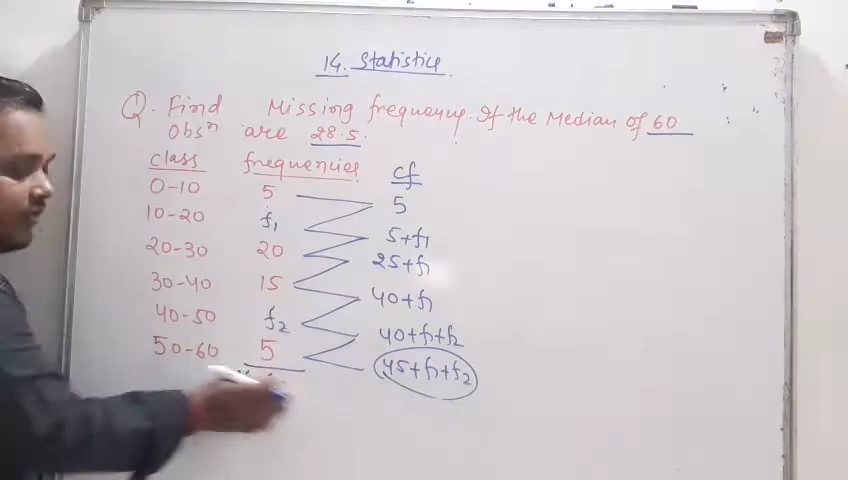 14. Statistics
Q. Find Missing frequency. If the Median of 60
Obsⁿ are 28.5.
class frequencies cf
0-10 5 5
10-20 f₁ 5+f₁
20-30 20 25+f₁
30-40 15 40+f₁
40-50 f₂ 40+f₁+f₂
50-60 5 45+f₁+f₂